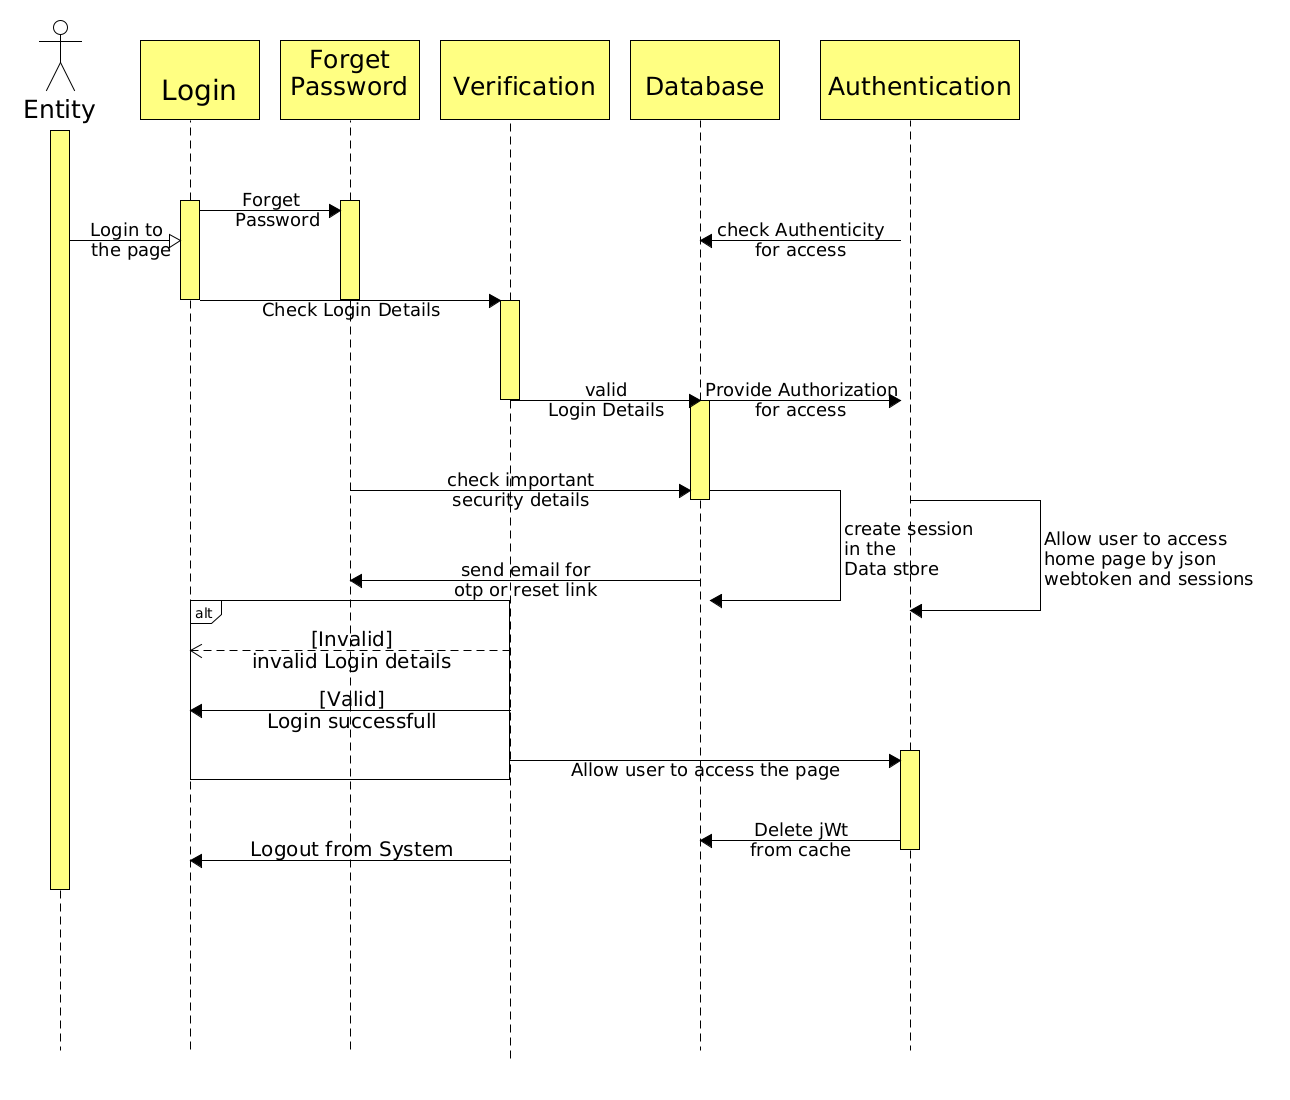 Entity
Login
Forget
Password
Verification
Database
Authentication
Forget
Password
Login to
the page
check Authenticity
for access
Check Login Details
valid
Login Details
Provide Authorization
for access
check important
security details
create session
in the
Data store
Allow user to access
home page by json
webtoken and sessions
send email for
otp or reset link
alt
[Invalid]
invalid Login details
[Valid]
Login successfull
Allow user to access the page
Delete jWt
from cache
Logout from System